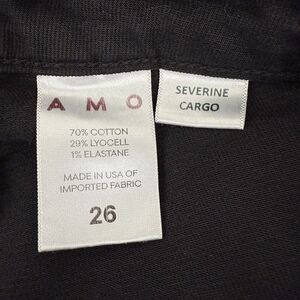 AMO
70% COTTON
29% LYOCELL
1% ELASTANE
MADE IN USA OF
IMPORTED FABRIC
26
SEVERINE
CARGO